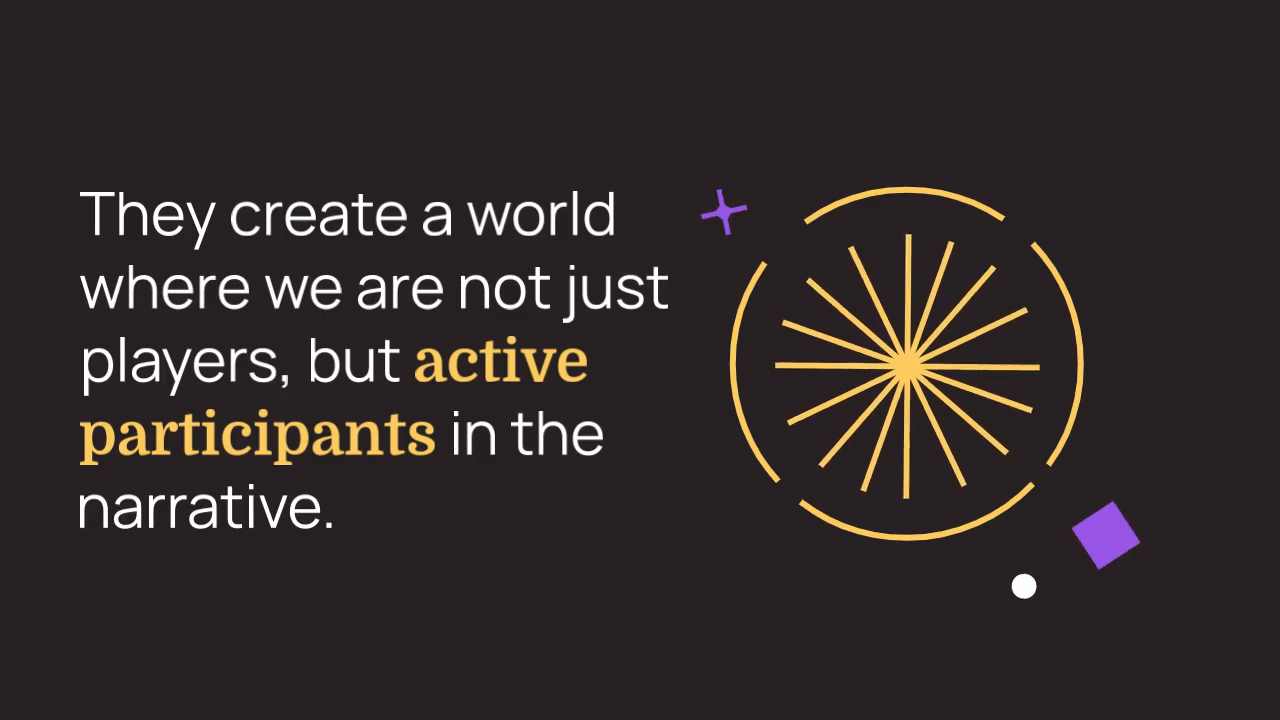 They create a world
where we are not just
players, but active
participants in the
narrative.